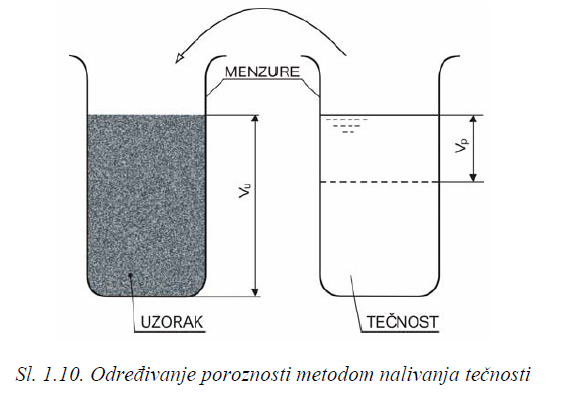 MENZURE
Vu
Vp
UZORAK
TEČNOST
Sl. 1.10. Određivanje poroznosti metodom nalivanja tečnosti